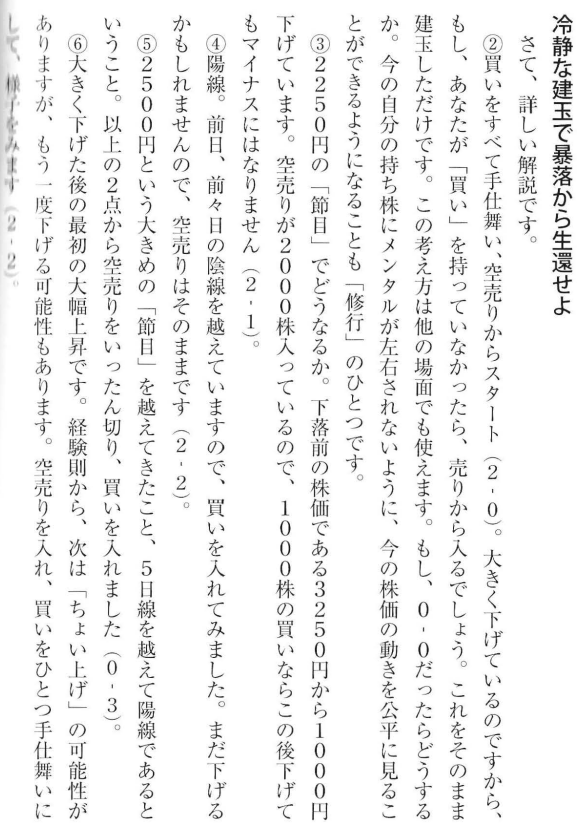 冷静な建玉で暴落から生還せよ
さて、詳しい解説です。
②買いをすべて手仕舞い、空売りからスタート（2‐0）。大きく下げているのですから、
もし、あなたが「買い」を持っていなかったら、売りから入るでしょう。これをそのまま
建玉しただけです。この考え方は他の場面でも使えます。もし、0‐0だったらどうする
か。今の自分の持ち株にメンタルが左右されないように、今の株価の動きを公平に見るこ
とができるようになることも「修行」のひとつです。
③2250円の「節目」でどうなるか。下落前の株価である3250円から1000円
下げています。空売りが2000株入っているので、1000株の買いならこの後下げて
もマイナスにはなりません（2‐1）。
④陽線。前日、前々日の陰線を越えていますので、買いを入れてみました。まだ下げる
かもしれませんので、空売りはそのままです（2‐2）。
⑤2500円という大きめの「節目」を越えてきたこと、5日線を越えて陽線であると
いうこと。以上の2点から空売りをいったん切り、買いを入れました（0‐3）。
⑥大きく下げた後の最初の大幅上昇です。経験則から、次は「ちょい上げ」の可能性が
ありますが、もう一度下げる可能性もあります。空売りを入れ、買いをひとつ手仕舞いに
して、様子をみます（2‐2）。